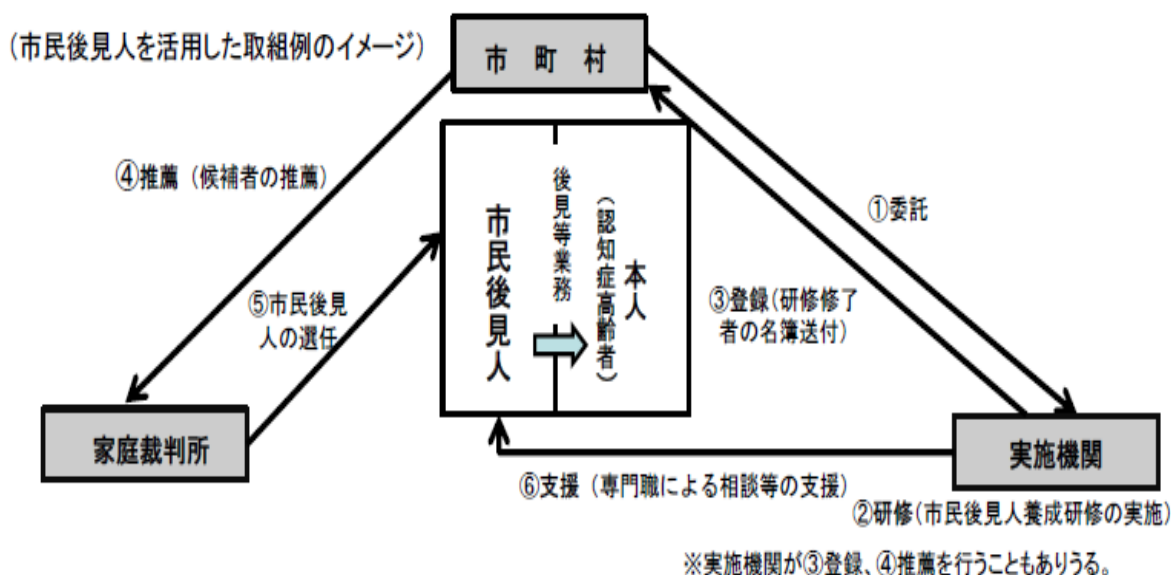 (市民後見人を活用した取組例のイメージ)
市 町 村
④推薦 (候補者の推薦)
①委託
市民後見人
後見等業務
(認知症高齢者)
本人
③登録(研修修了
者の名簿送付)
⑤市民後見
人の選任
家庭裁判所
実施機関
⑥支援 (専門職による相談等の支援)
②研修(市民後見人養成研修の実施)
※実施機関が③登録、④推薦を行うこともありうる。